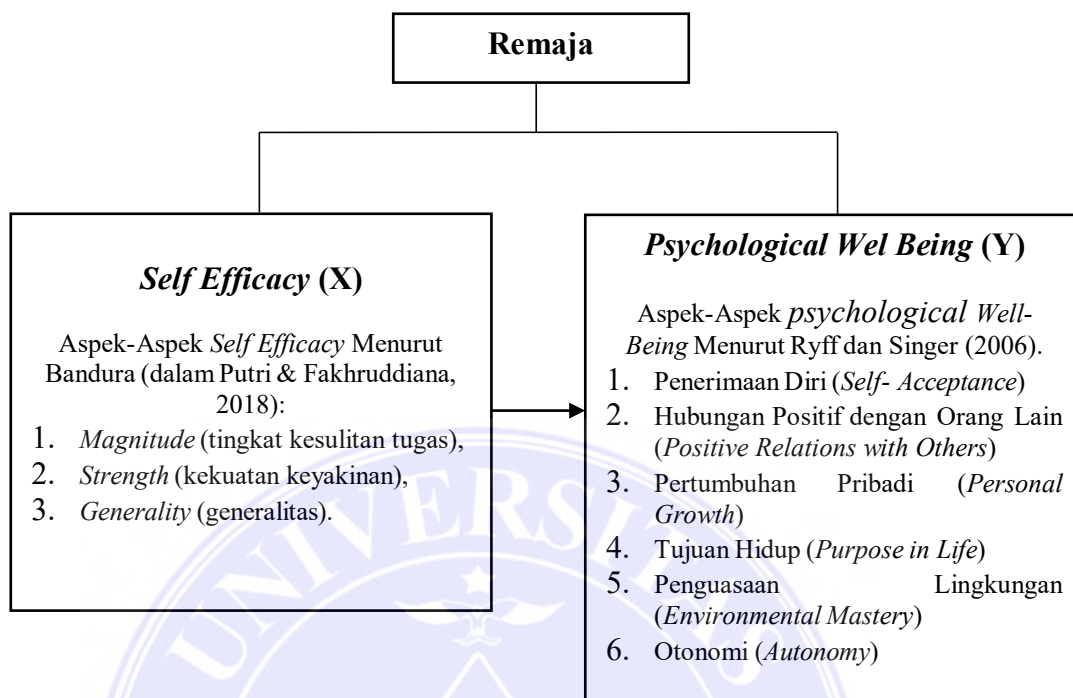 Remaja
Self Efficacy (X)
Aspek-Aspek Self Efficacy Menurut
Bandura (dalam Putri & Fakhruddiana,
2018):
1. Magnitude (tingkat kesulitan tugas),
2. Strength (kekuatan keyakinan),
3. Generality (generalitas).
Psychological Wel Being (Y)
Aspek-Aspek psychological Well-
Being Menurut Ryff dan Singer (2006).
1. Penerimaan Diri (Self- Acceptance)
2. Hubungan Positif dengan Orang Lain
(Positive Relations with Others)
3. Pertumbuhan Pribadi (Personal
Growth)
4. Tujuan Hidup (Purpose in Life)
5. Penguasaan Lingkungan
(Environmental Mastery)
6. Otonomi (Autonomy)
UNIVERSITAS